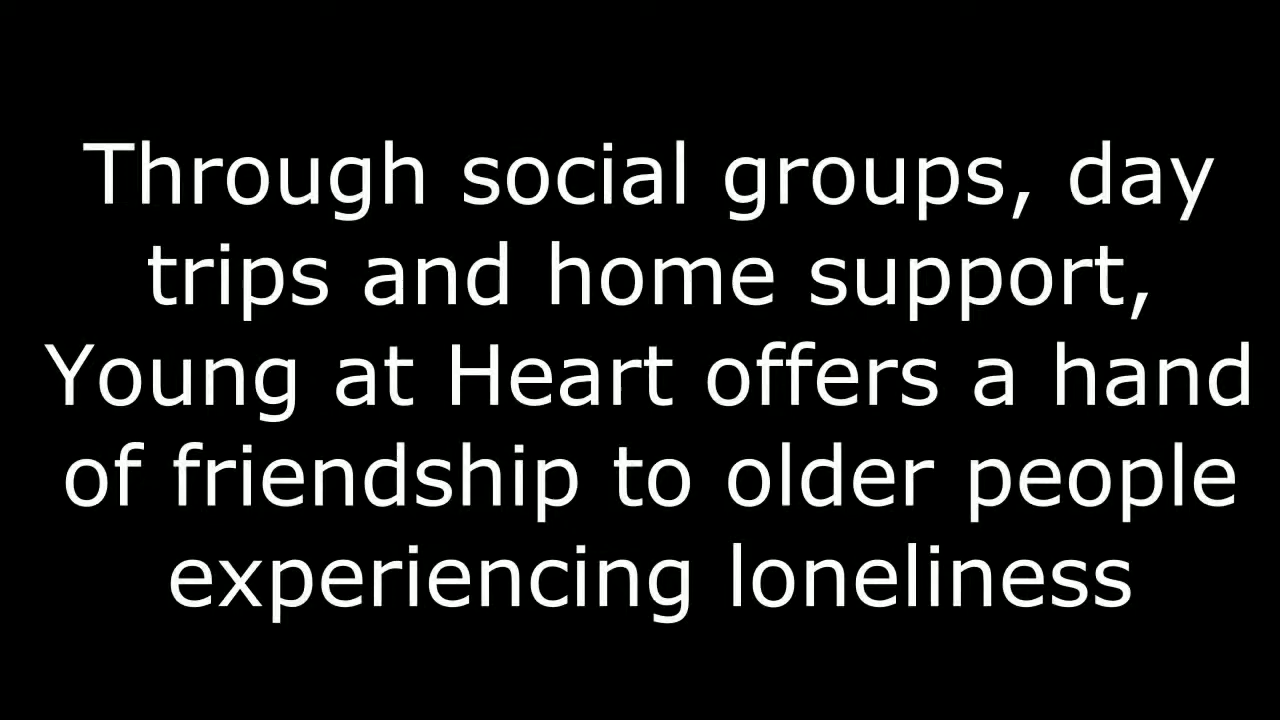 Through social groups, day
trips and home support,
Young at Heart offers a hand
of friendship to older people
experiencing loneliness